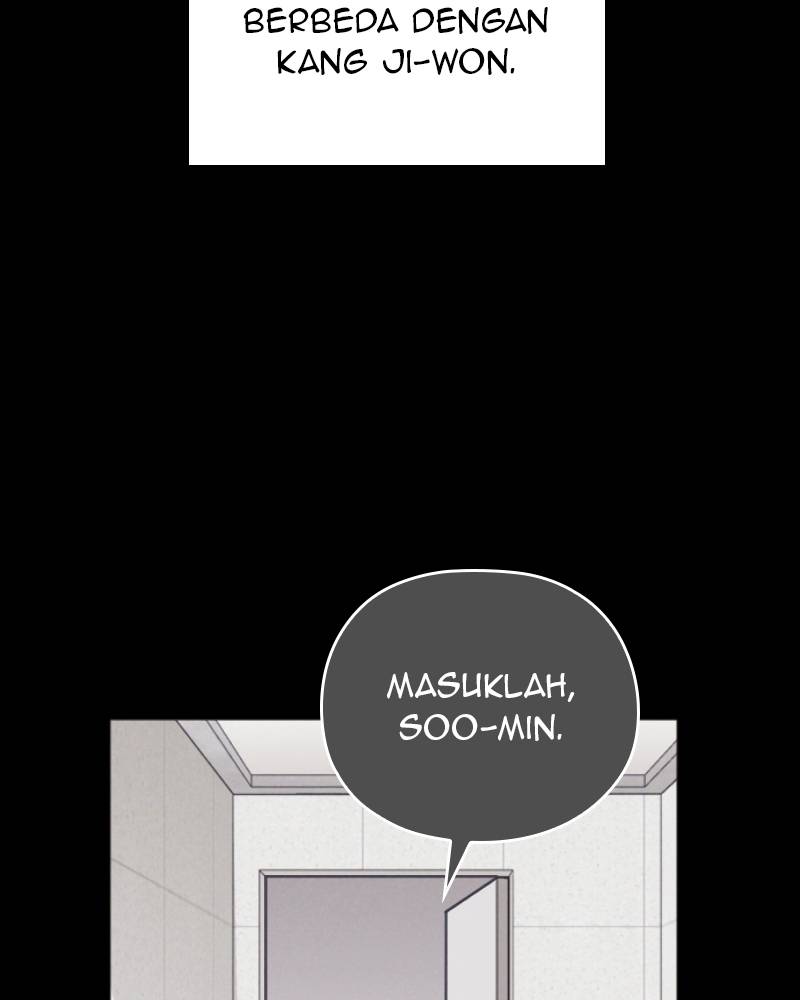 BERBEDA DENGAN
KANG JI-WON.
MASUKLAH,
SOO-MIN.